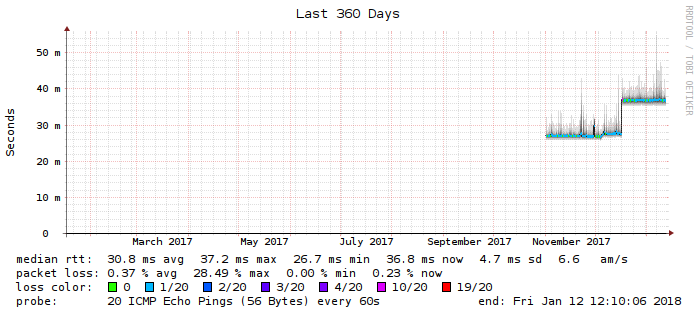 Last 360 Days
RRDTOOL / TOBI OETIKER
Seconds
50 m
40 m
30 m
20 m
10 m
0
March 2017 May 2017 July 2017 September 2017 November 2017
median rtt: 30.8 ms avg 37.2 ms max 26.7 ms min 36.8 ms now 4.7 ms sd 6.6 am/s
packet loss: 0.37 % avg 28.49 % max 0.00 % min 0.23 % now
loss color: 0 1/20 2/20 3/20 4/20 10/20 19/20
probe: 20 ICMP Echo Pings (56 Bytes) every 60s end: Fri Jan 12 12:10:06 2018